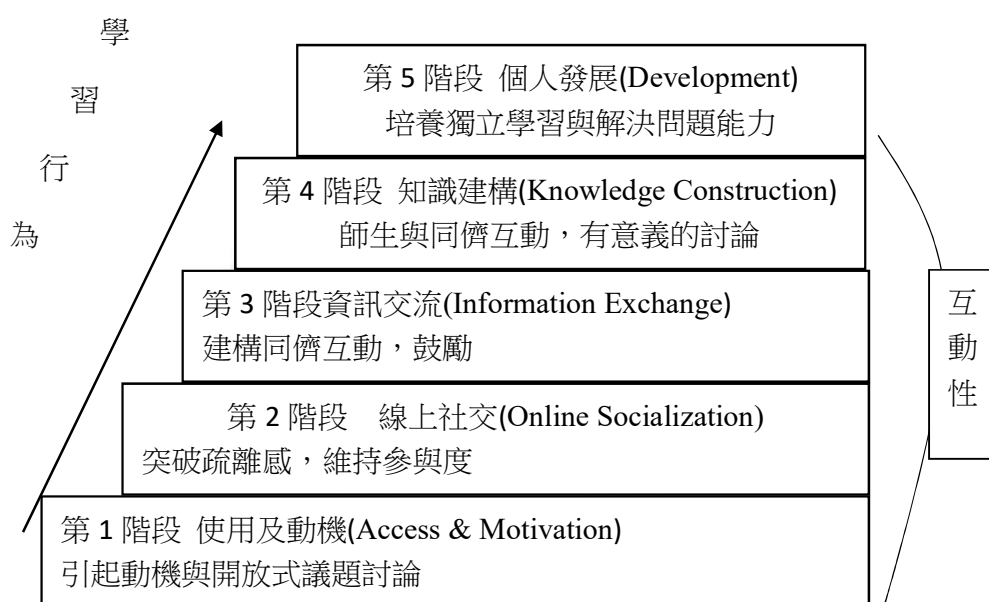 學
習
行
為
第 5 階段 個人發展(Development)
培養獨立學習與解決問題能力
第 4 階段 知識建構(Knowledge Construction)
師生與同儕互動，有意義的討論
第 3 階段資訊交流(Information Exchange)
建構同儕互動，鼓勵
第 2 階段 線上社交(Online Socialization)
突破疏離感，維持參與度
第 1 階段 使用及動機(Access & Motivation)
引起動機與開放式議題討論
互
動
性